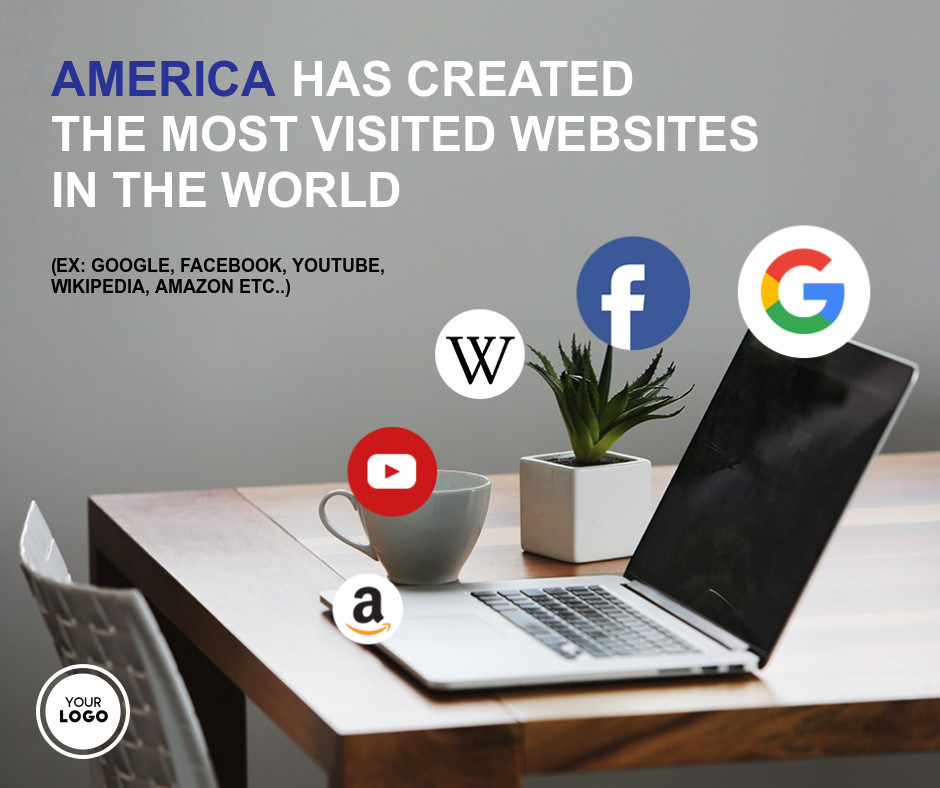 AMERICA HAS CREATED
THE MOST VISITED WEBSITES
IN THE WORLD
(EX: GOOGLE, FACEBOOK, YOUTUBE,
WIKIPEDIA, AMAZON ETC..)
f
G
W
a
YOUR
LOGO